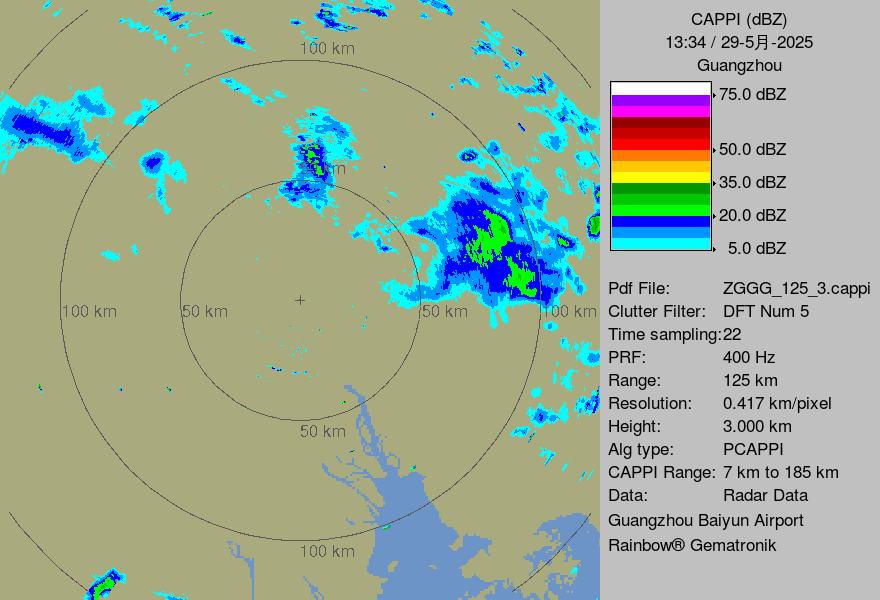 CAPPI (dBZ)
13:34 / 29-5月-2025
Guangzhou
75.0 dBZ
50.0 dBZ
35.0 dBZ
20.0 dBZ
5.0 dBZ
Pdf File: ZGGG_125_3.cappi
Clutter Filter: DFT Num 5
Time sampling:22
PRF: 400 Hz
Range: 125 km
Resolution: 0.417 km/pixel
Height: 3.000 km
Alg type: PCAPPI
CAPPI Range: 7 km to 185 km
Data: Radar Data
Guangzhou Baiyun Airport
Rainbow® Gematronik
100 km
km
100 km 50 km 50 km 100 km
50 km
100 km